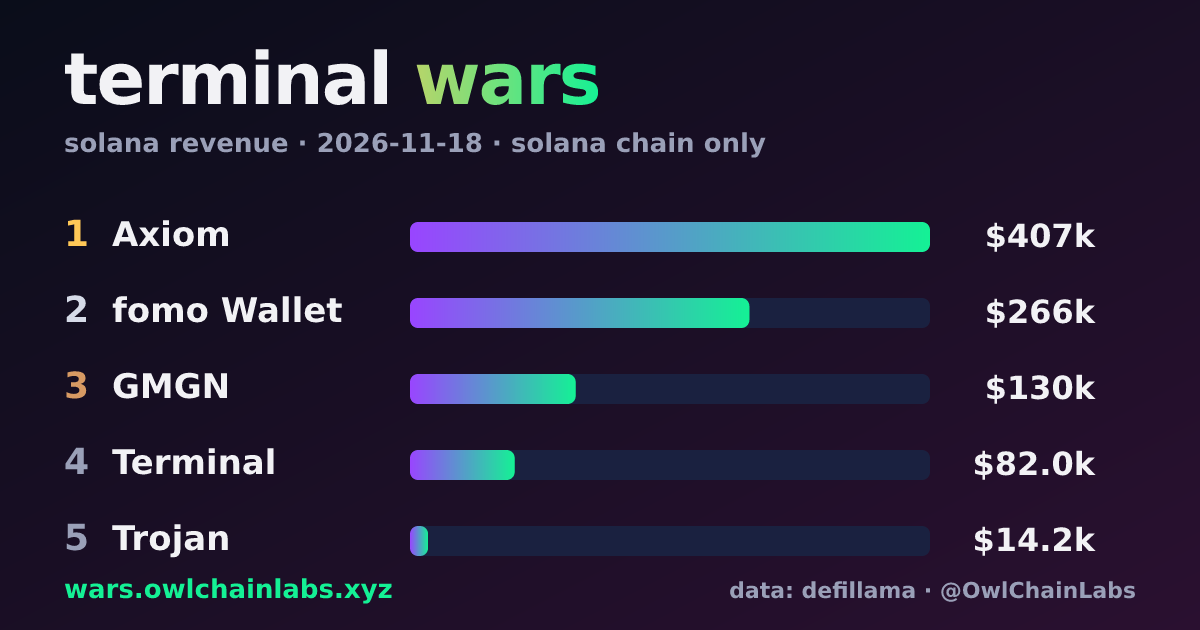 terminal wars
solana revenue · 2026-11-18 · solana chain only
1 Axiom $407k
2 fomo Wallet $266k
3 GMGN $130k
4 Terminal $82.0k
5 Trojan $14.2k
wars.owlchainlabs.xyz data: defillama · @OwlChainLabs